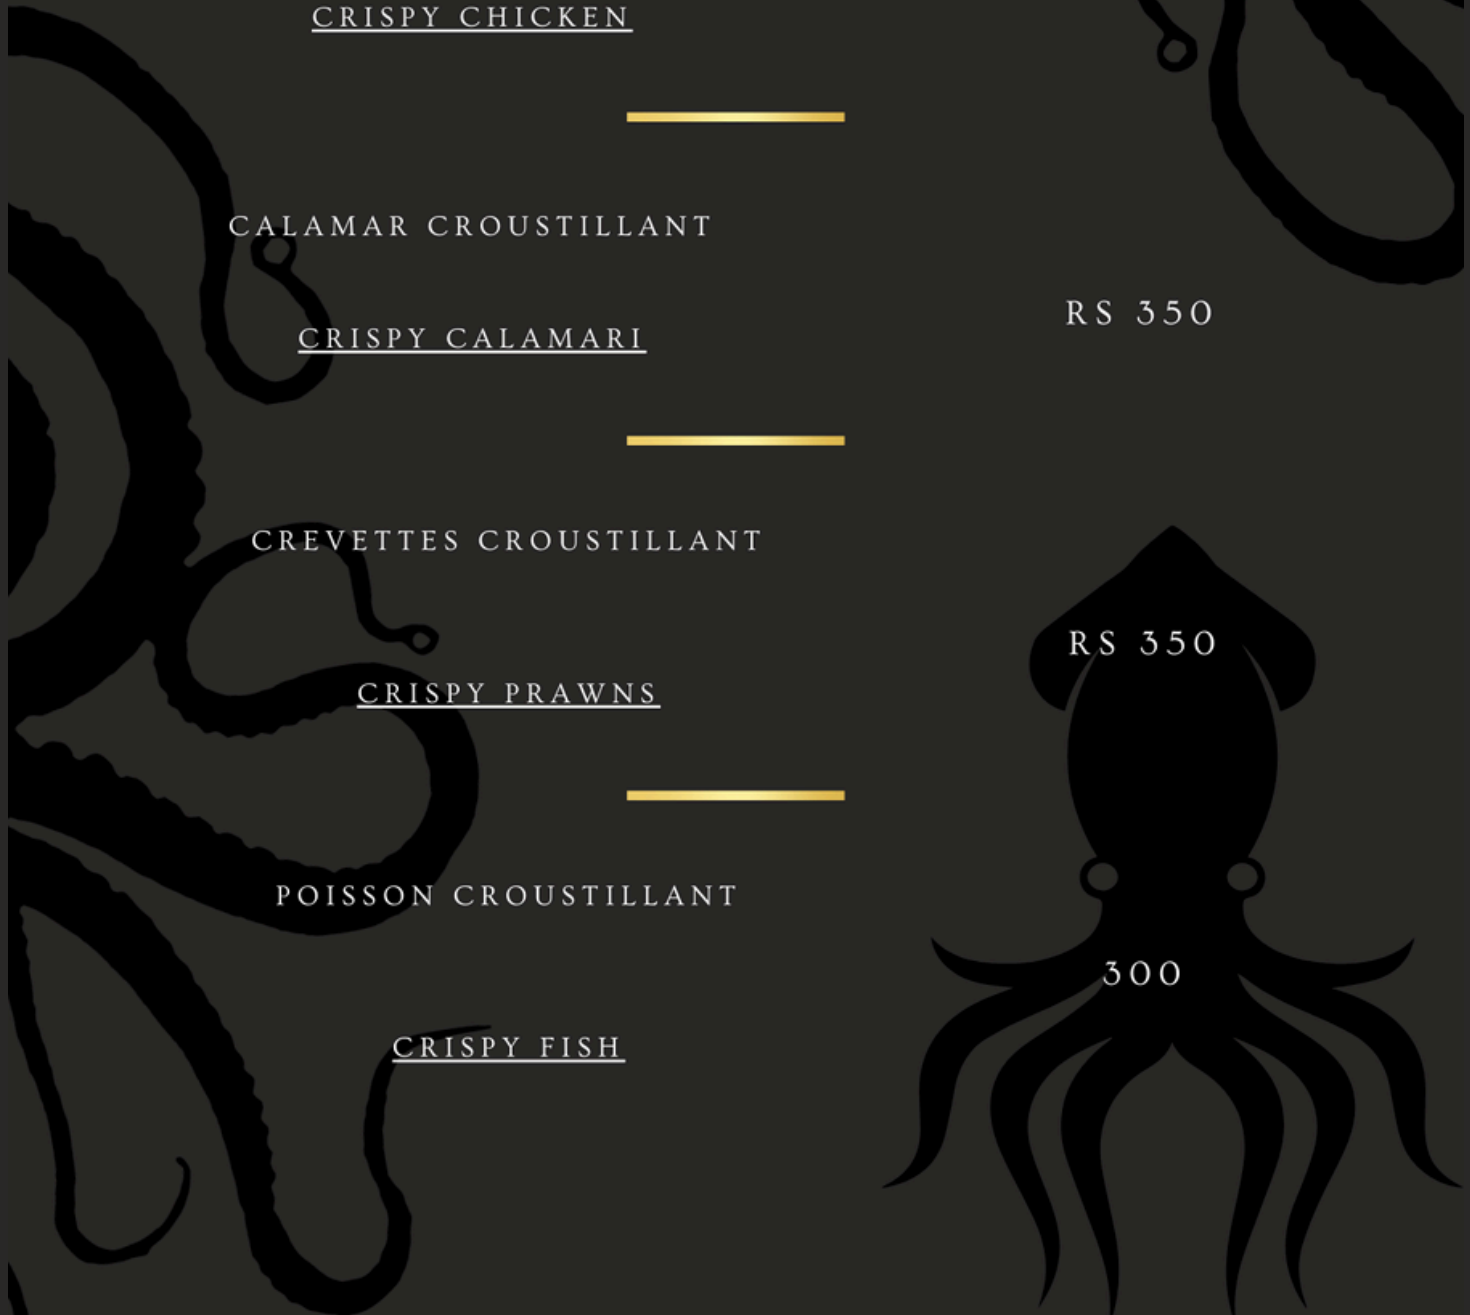 CRISPY CHICKEN
CALAMAR CROUSTILLANT
RS 350
CRISPY CALAMARI
CREVETTES CROUSTILLANT
RS 350
CRISPY PRAWNS
POISSON CROUSTILLANT
300
CRISPY FISH